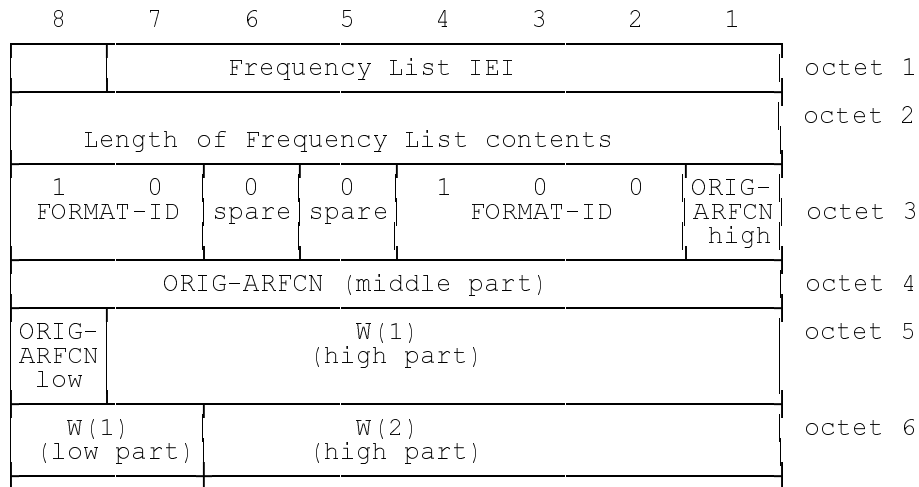 8 7 6 5 4 3 2 1
Frequency List IEI octet 1
octet 2
Length of Frequency List contents
1 0 0 0 1 0 0 ORIG-
FORMAT-ID spare spare FORMAT-ID ARFCN octet 3
high
ORIG-ARFCN (middle part) octet 4
ORIG- W(1) octet 5
ARFCN (high part)
low
W(1) W(2) octet 6
(low part) (high part)